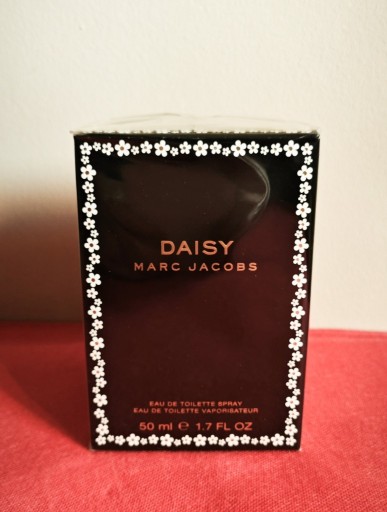 DAISY
MARC JACOBS
EAU DE TOILETTE SPRAY
EAU DE TOILETTE VAPORISATEUR
50 ml ℮ 1.7 FL OZ